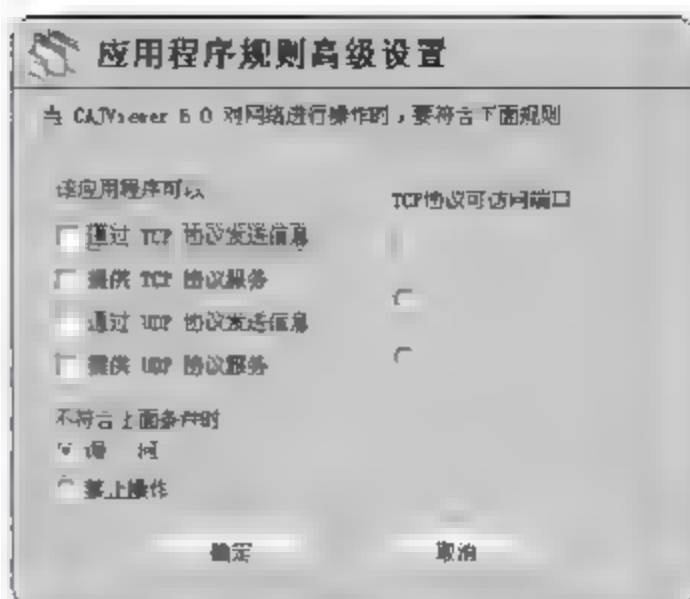 应用程序规则高级设置
当 CAJViewer 6 0 对网络进行操作时，要符合下面规则
该应用程序可以
TCP协议可访问端口
通过 TCP 协议发送信息
提供 TCP 协议服务
通过 UDP 协议发送信息
提供 UDP 协议服务
不符合上面条件时
禁止操作
确定
取消